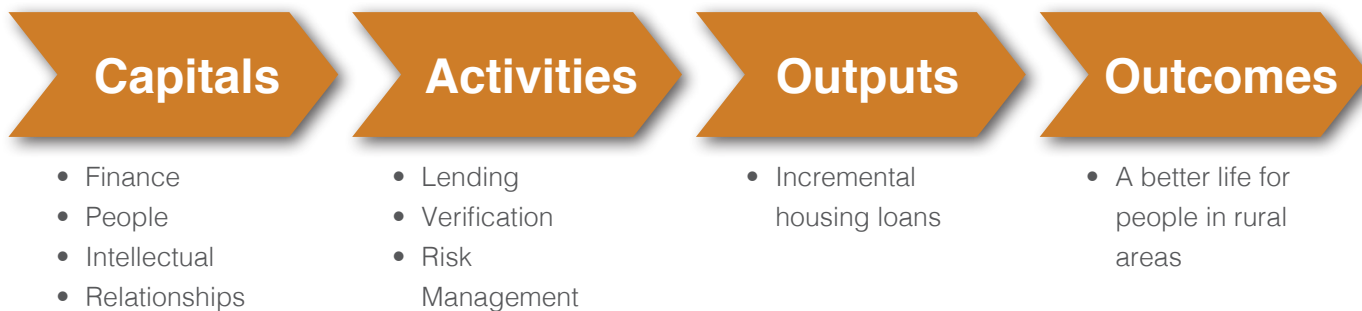 Capitals
• Finance
• People
• Intellectual
• Relationships
Activities
• Lending
• Verification
• Risk
Management
Outputs
• Incremental
housing loans
Outcomes
• A better life for
people in rural
areas